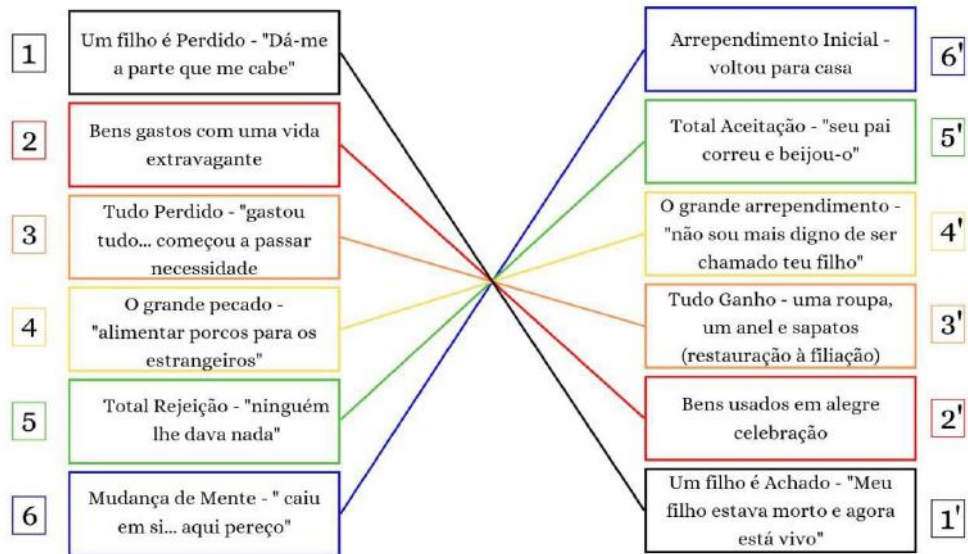 1
Um filho é Perdido - "Dá-me
a parte que me cabe"
2
Bens gastos com uma vida
extravagante
3
Tudo Perdido - "gastou
tudo... começou a passar
necessidade
4
O grande pecado -
"alimentar porcos para os
estrangeiros"
5
Total Rejeição - "ninguém
lhe dava nada"
6
Mudança de Mente - " caiu
em si... aqui pereço"
Arrependimento Inicial -
voltou para casa
6'
Total Aceitação - "seu pai
correu e beijou-o"
5'
O grande arrependimento -
"não sou mais digno de ser
chamado teu filho"
4'
Tudo Ganho - uma roupa,
um anel e sapatos
(restauração à filiação)
3'
Bens usados em alegre
celebração
2'
Um filho é Achado - "Meu
filho estava morto e agora
está vivo"
1'